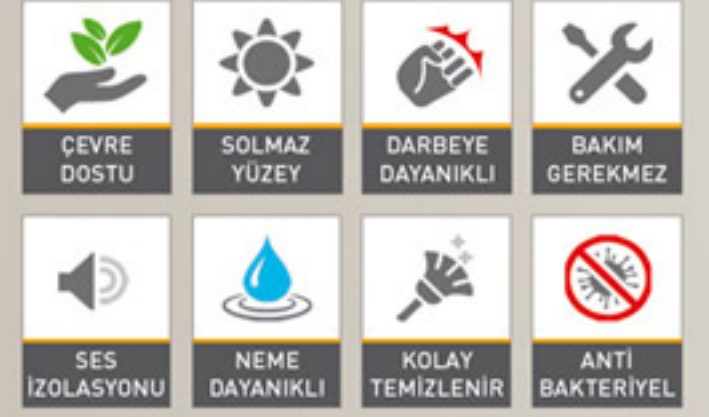 ÇEVRE
DOSTU
SOLMAZ
YÜZEY
DARBEYE
DAYANIKLI
BAKIM
GEREKMEZ
SES
İZOLASYONU
NEME
DAYANIKLI
KOLAY
TEMİZLENİR
ANTİ
BAKTERİYEL